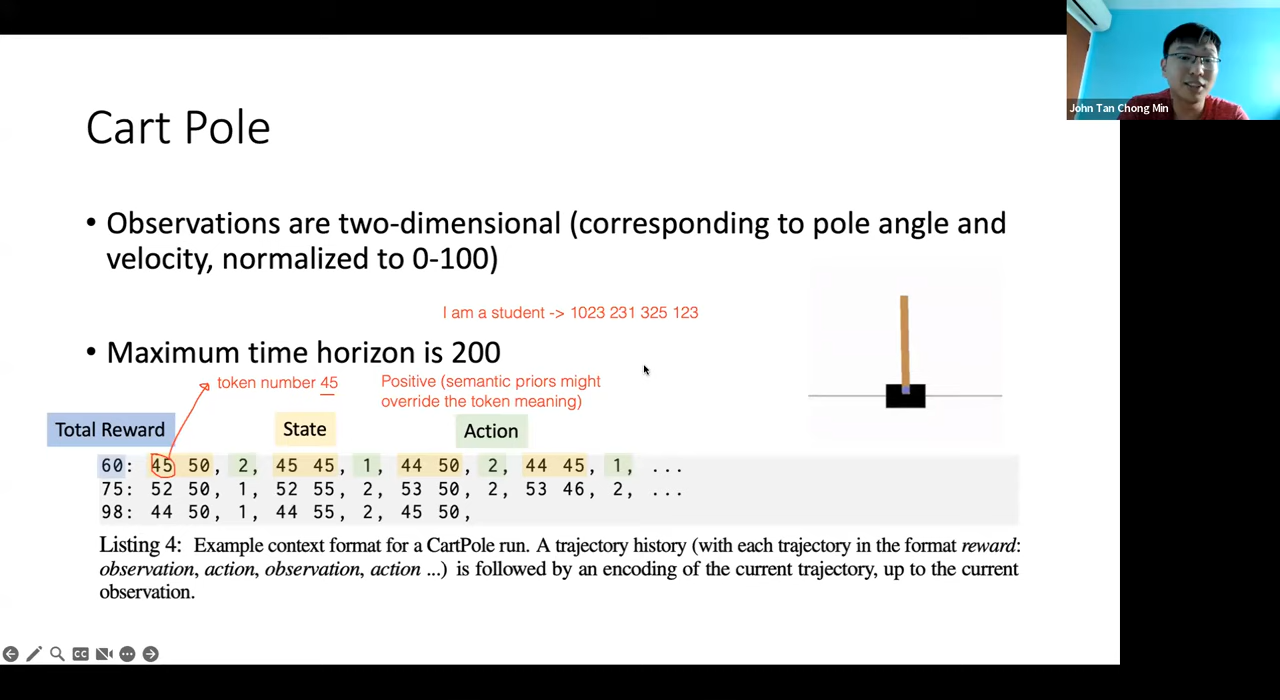 John Tan Chong Min
Cart Pole
• Observations are two-dimensional (corresponding to pole angle and
velocity, normalized to 0-100)
I am a student -> 1023 231 325 123
• Maximum time horizon is 200
token number 45
Positive (semantic priors might
override the token meaning)
Total Reward
State
Action
60: 45 50, 2, 45 45, 1, 44 50, 2, 44 45, 1, ...
75: 52 50, 1, 52 55, 2, 53 50, 2, 53 46, 2, ...
98: 44 50, 1, 44 55, 2, 45 50,
Listing 4: Example context format for a CartPole run. A trajectory history (with each trajectory in the format reward:
observation, action, observation, action ...) is followed by an encoding of the current trajectory, up to the current
observation.
CC